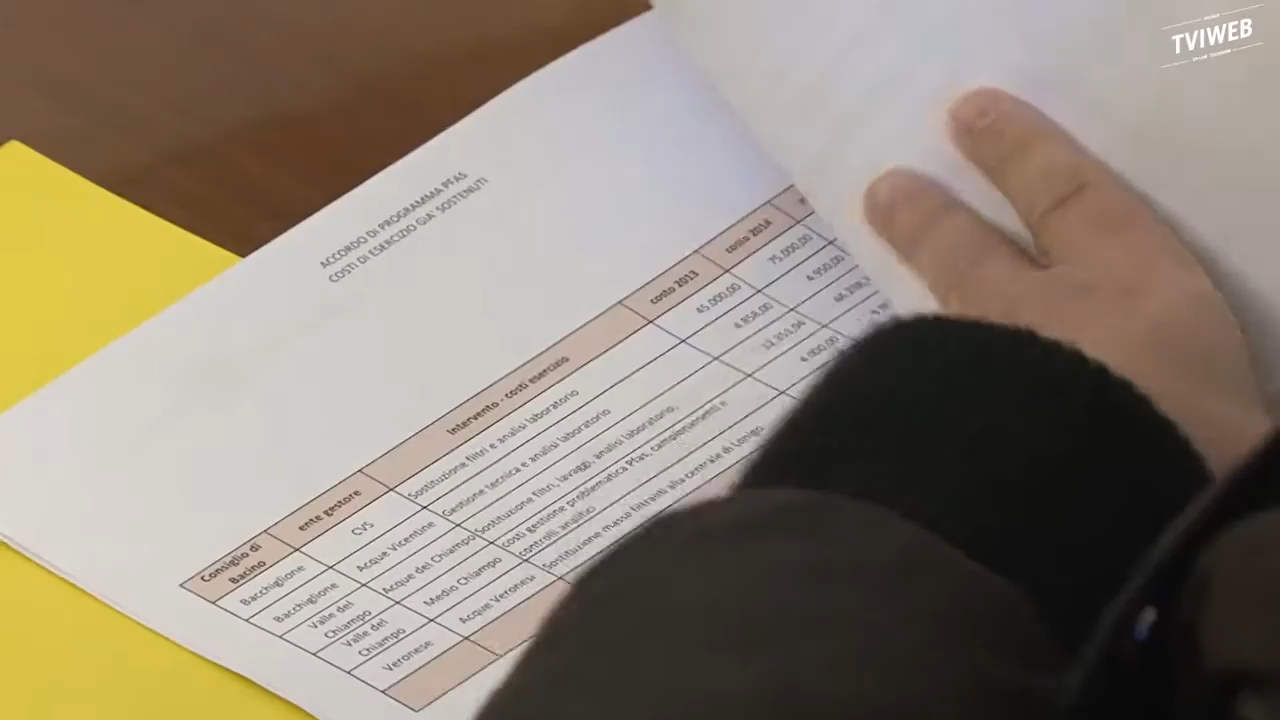 TVIWEB
ACCORDO DI PROGRAMMA PFAS
COSTI DI ESERCIZIO GIA' SOSTENUTI
Consiglio di Bacino ente gestore intervento - costi esercizio costo 2013 costo 2014
Bacchiglione CVS Sostituzione filtri e analisi laboratorio 45.000,00 75.000,00
Bacchiglione Acque Vicentine Gestione tecnica e analisi laboratorio 4.858,00 4.950,00
Valle del Chiampo Acque del Chiampo Sostituzione filtri, lavaggi, analisi laboratorio, 12.351,04
Valle del Chiampo Medio Chiampo costi gestione problematica Pfas, campionamenti e controlli analitici 4.000,00
Veronese Acque Veronesi Sostituzione masse filtranti alla centrale di Lonigo